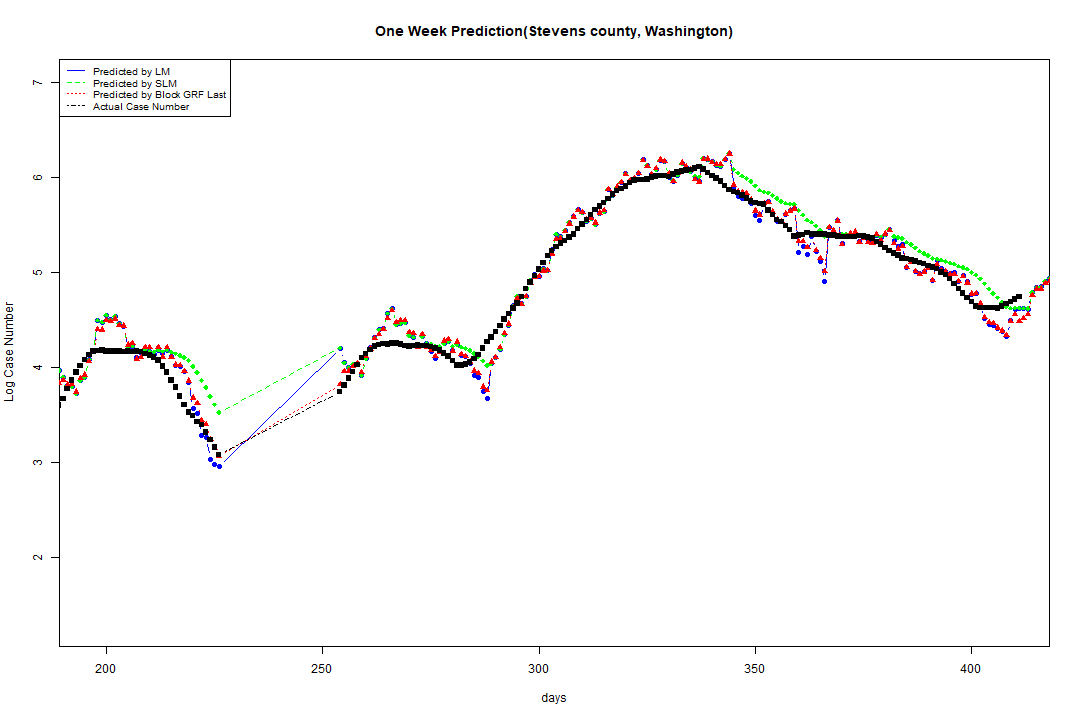 One Week Prediction(Stevens county, Washington)
Predicted by LM
Predicted by SLM
Predicted by Block GRF Last
Actual Case Number
7
6
5
4
3
2
Log Case Number
200 250 300 350 400
days